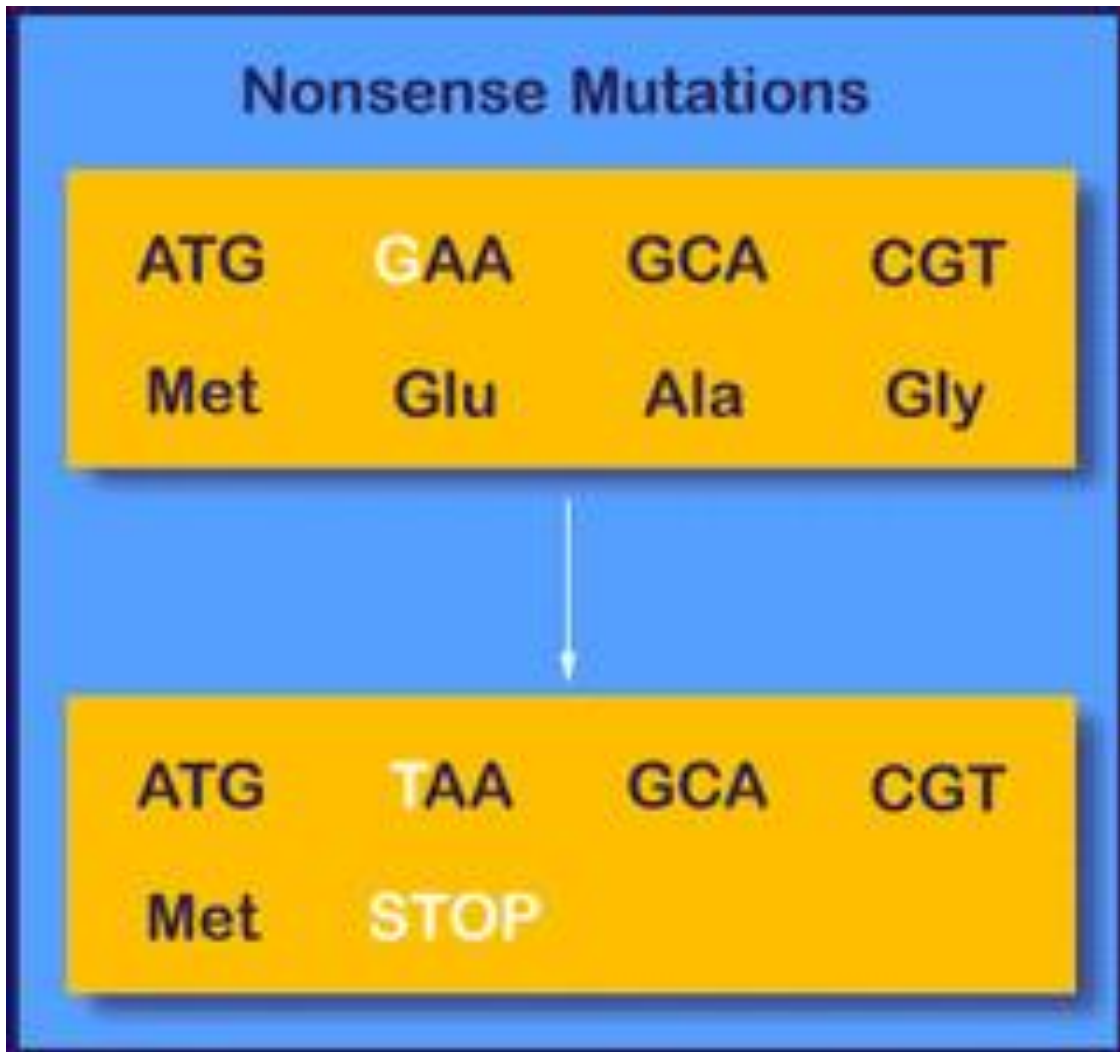 Nonsense Mutations
ATG GAA GCA CGT
Met Glu Ala Gly
ATG TAA GCA CGT
Met STOP